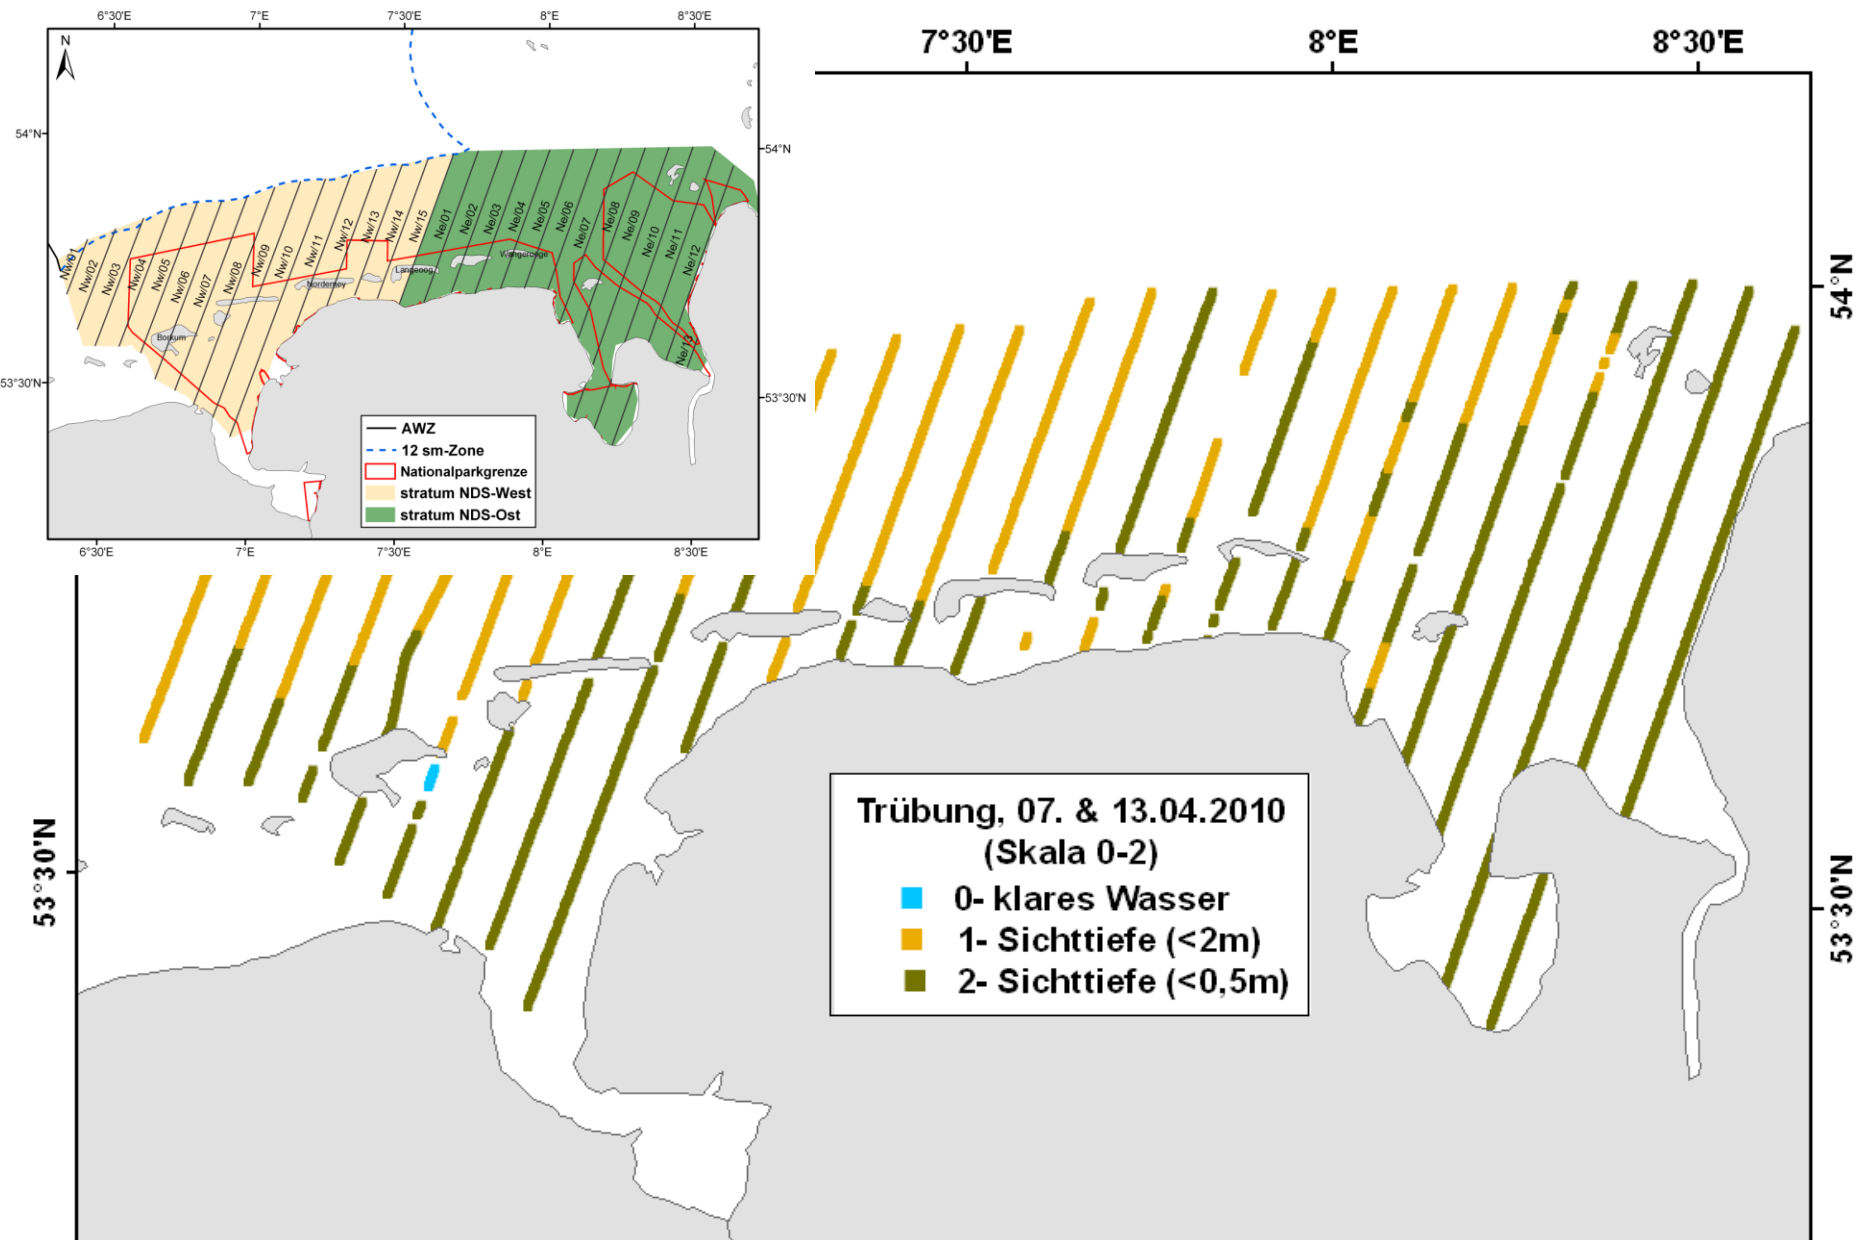 6°30'E 7°E 7°30'E 8°E 8°30'E
N
54°N
54°N
53°30'N
53°30'N
Nw/01
Nw/02
Nw/03
Nw/04
Nw/05
Nw/06
Nw/07
Nw/08
Nw/09
Nw/10
Nw/11
Nw/12
Nw/13
Nw/14
Nw/15
Ne/01
Ne/02
Ne/03
Ne/04
Ne/05
Ne/06
Ne/07
Ne/08
Ne/09
Ne/10
Ne/11
Ne/12
Ne/13
Borkum
Norderney
Langeoog
Wangerooge
AWZ
12 sm-Zone
Nationalparkgrenze
stratum NDS-West
stratum NDS-Ost
6°30'E 7°E 7°30'E 8°E 8°30'E
7°30'E 8°E 8°30'E
54°N
53°30'N
53°30'N
Trübung, 07. & 13.04.2010
(Skala 0-2)
0- klares Wasser
1- Sichttiefe (<2m)
2- Sichttiefe (<0,5m)